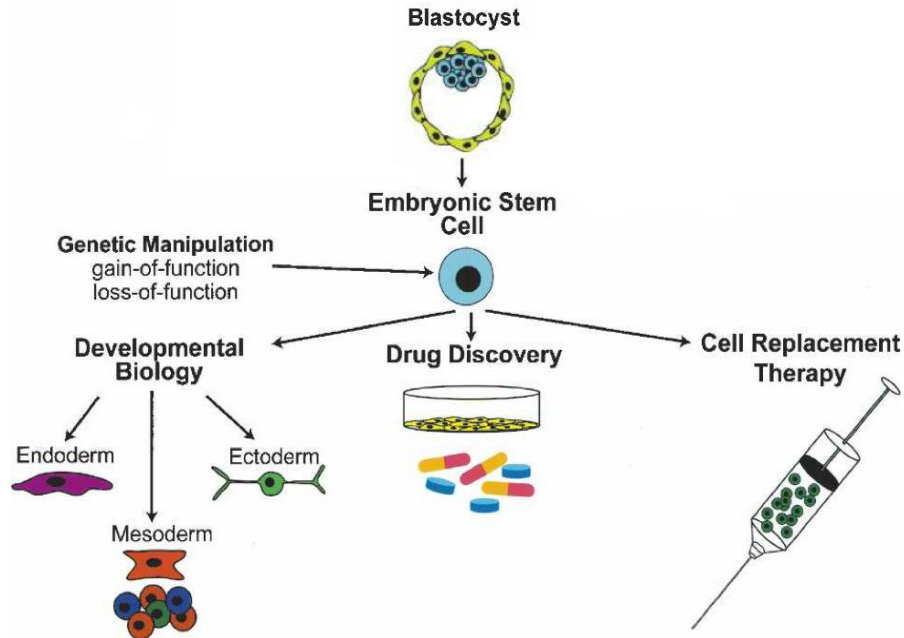 Blastocyst
Embryonic Stem
Cell
Genetic Manipulation
gain-of-function
loss-of-function
Developmental
Biology
Drug Discovery
Cell Replacement
Therapy
Endoderm
Ectoderm
Mesoderm